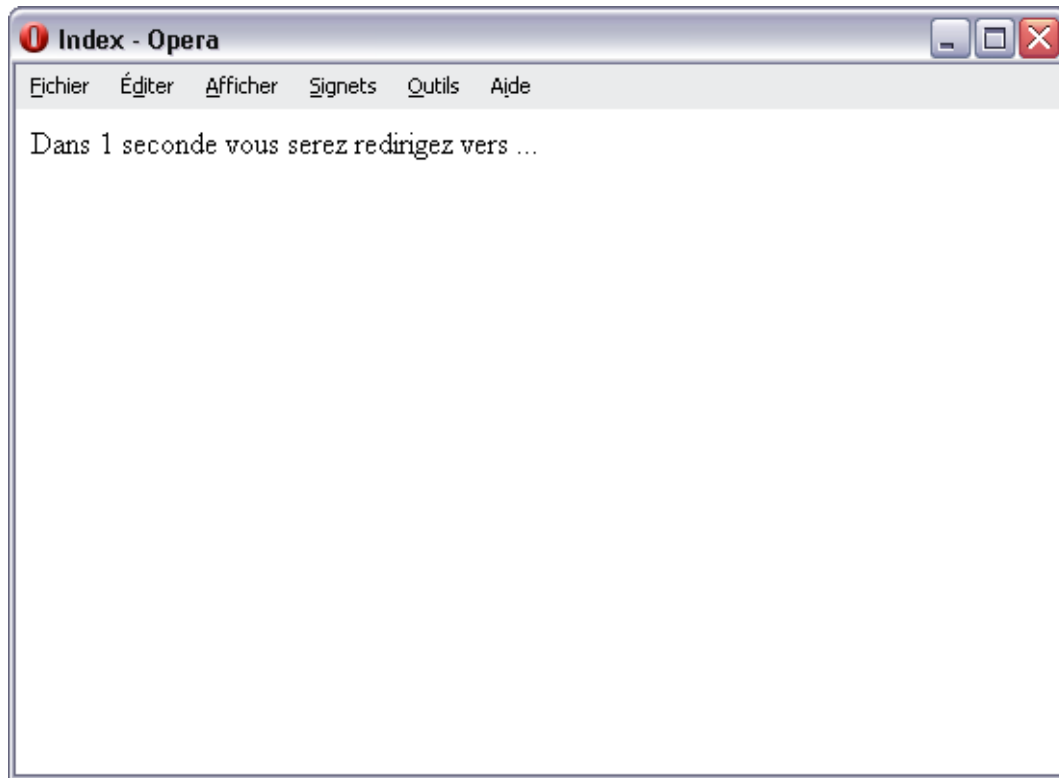 Index - Opera
Fichier Éditer Afficher Signets Outils Aide
Dans 1 seconde vous serez redirigez vers ...